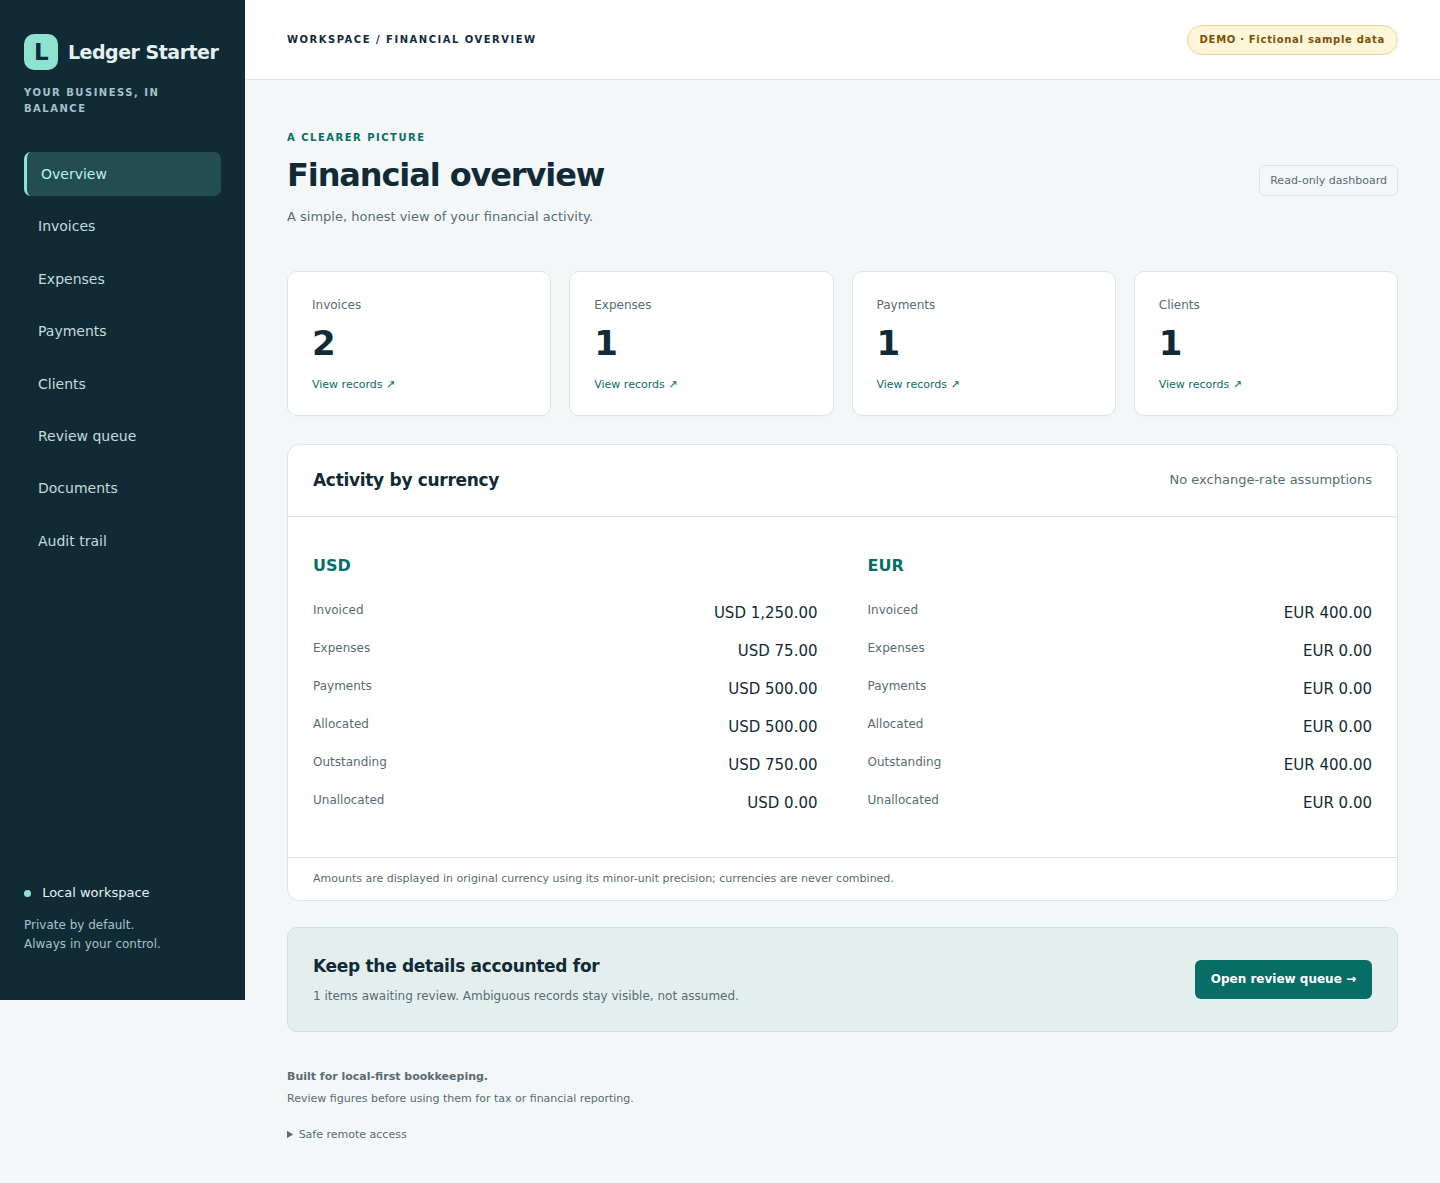 L Ledger Starter
YOUR BUSINESS, IN
BALANCE
Overview
Invoices
Expenses
Payments
Clients
Review queue
Documents
Audit trail
Local workspace
Private by default.
Always in your control.
WORKSPACE / FINANCIAL OVERVIEW
DEMO · Fictional sample data
A CLEARER PICTURE
Financial overview
A simple, honest view of your financial activity.
Read-only dashboard
Invoices
2
View records ↗
Expenses
1
View records ↗
Payments
1
View records ↗
Clients
1
View records ↗
Activity by currency
No exchange-rate assumptions
USD
Invoiced USD 1,250.00
Expenses USD 75.00
Payments USD 500.00
Allocated USD 500.00
Outstanding USD 750.00
Unallocated USD 0.00
EUR
Invoiced EUR 400.00
Expenses EUR 0.00
Payments EUR 0.00
Allocated EUR 0.00
Outstanding EUR 400.00
Unallocated EUR 0.00
Amounts are displayed in original currency using its minor-unit precision; currencies are never combined.
Keep the details accounted for
1 items awaiting review. Ambiguous records stay visible, not assumed.
Open review queue →
Built for local-first bookkeeping.
Review figures before using them for tax or financial reporting.
▶ Safe remote access